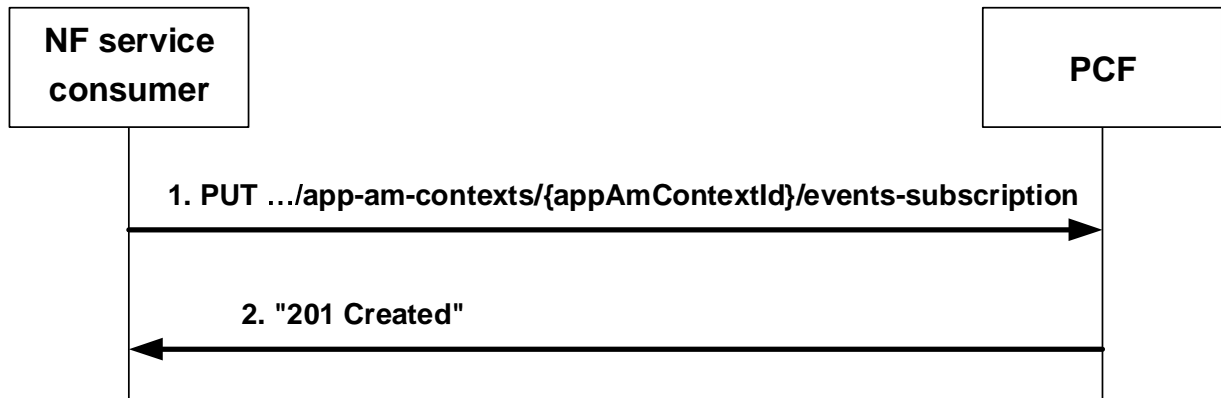 NF service
consumer
PCF
1. PUT …/app-am-contexts/{appAmContextId}/events-subscription
2. "201 Created"